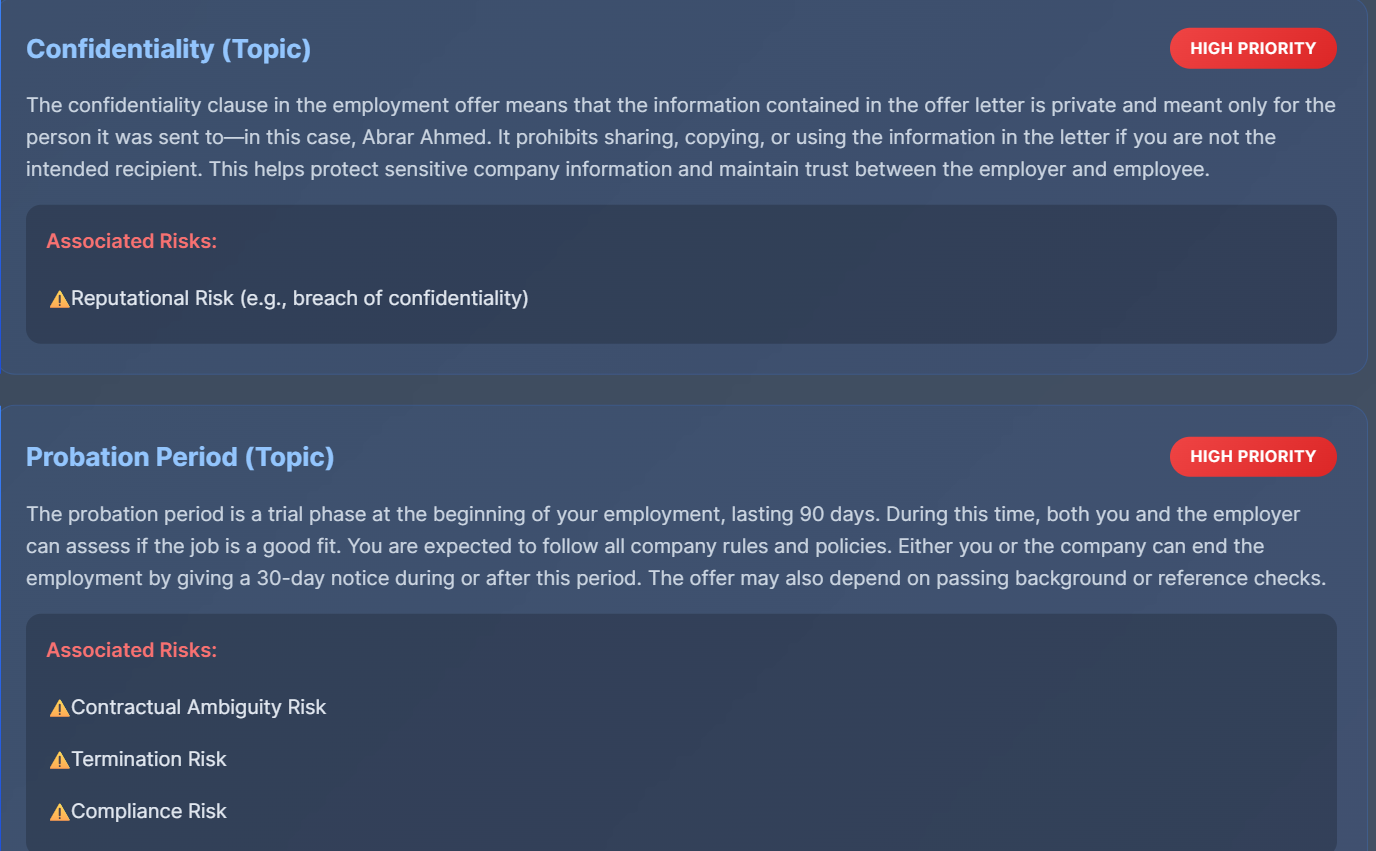 Confidentiality (Topic)
HIGH PRIORITY
The confidentiality clause in the employment offer means that the information contained in the offer letter is private and meant only for the
person it was sent to—in this case, Abrar Ahmed. It prohibits sharing, copying, or using the information in the letter if you are not the
intended recipient. This helps protect sensitive company information and maintain trust between the employer and employee.
Associated Risks:
⚠️Reputational Risk (e.g., breach of confidentiality)
Probation Period (Topic)
HIGH PRIORITY
The probation period is a trial phase at the beginning of your employment, lasting 90 days. During this time, both you and the employer
can assess if the job is a good fit. You are expected to follow all company rules and policies. Either you or the company can end the
employment by giving a 30-day notice during or after this period. The offer may also depend on passing background or reference checks.
Associated Risks:
⚠️Contractual Ambiguity Risk
⚠️Termination Risk
⚠️Compliance Risk